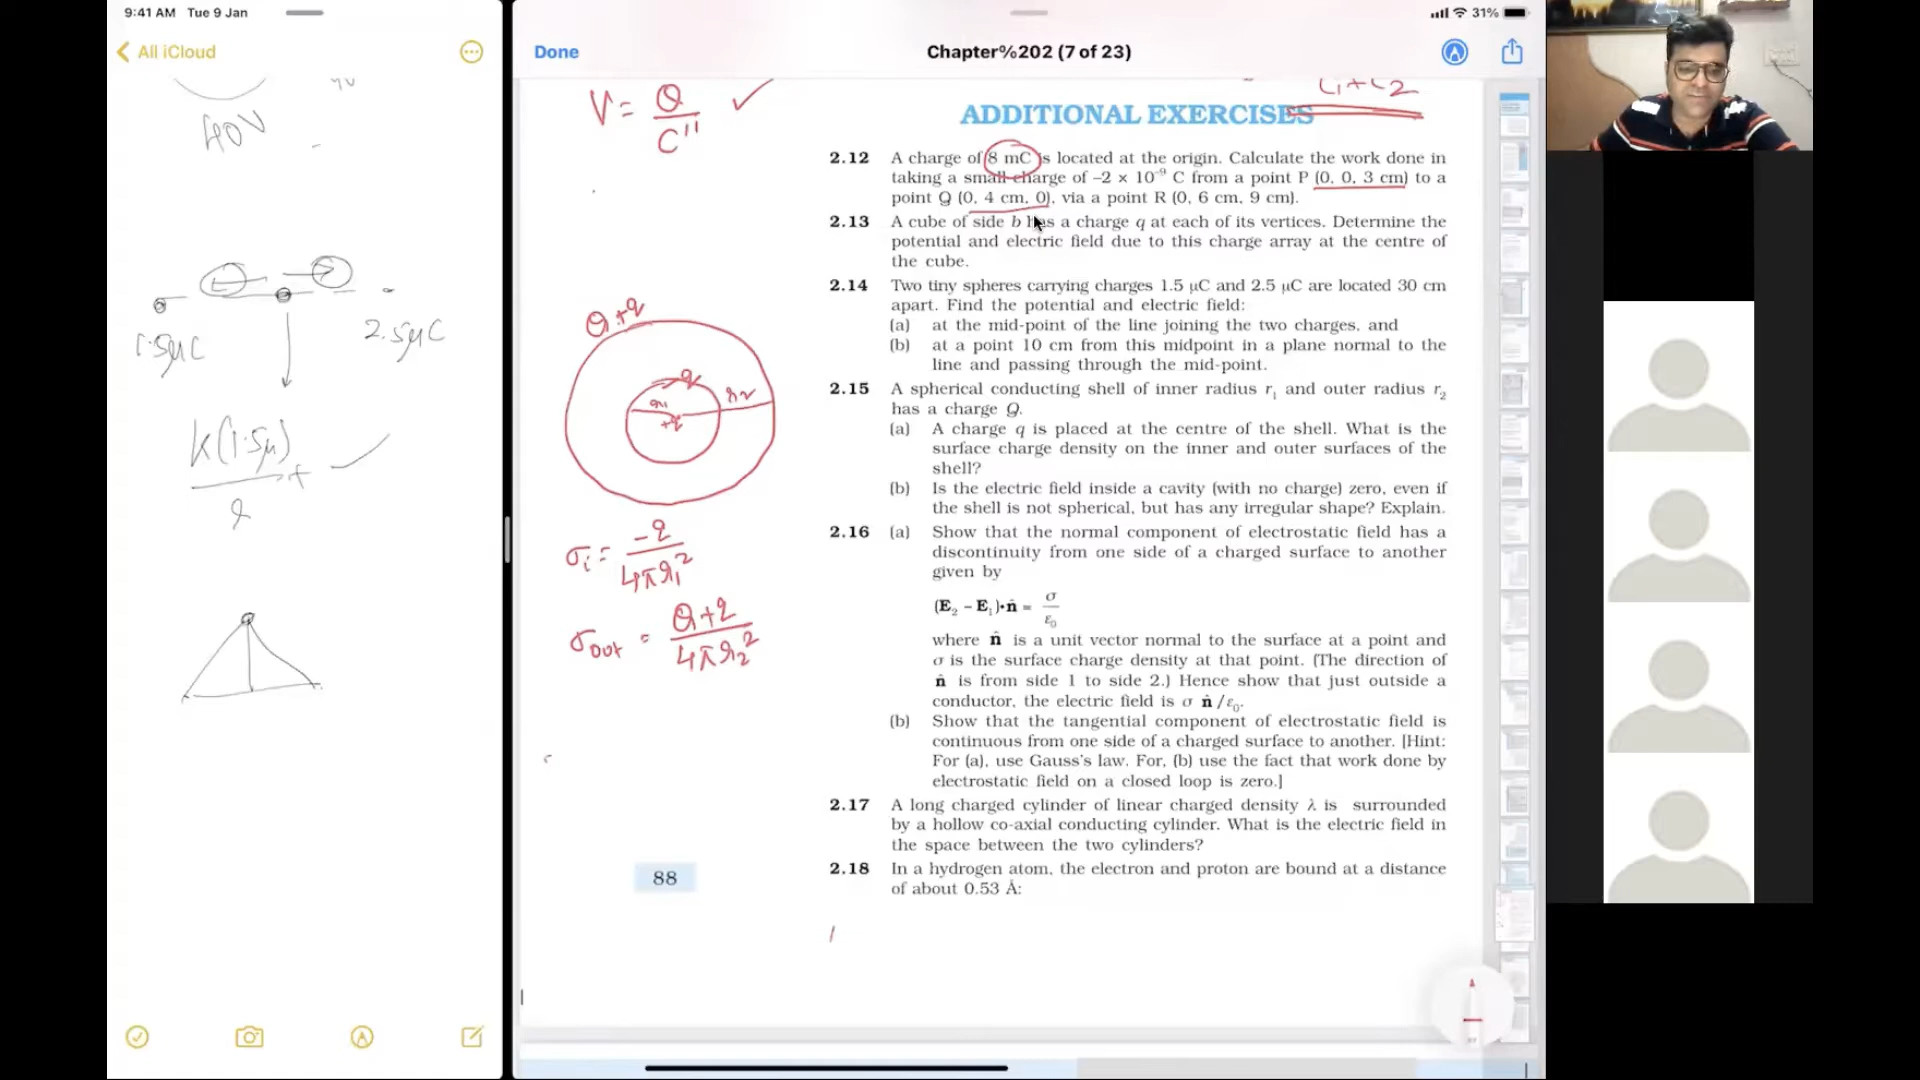 9:41 AM Tue 9 Jan
All iCloud
40V
1.5µC
2.5µC
k(1.5µ) +
r
31%
Done
Chapter%202 (7 of 23)
V = Q
C"
C1+C2
ADDITIONAL EXERCISES
2.12 A charge of 8 mC is located at the origin. Calculate the work done in
taking a small charge of –2 × 10⁻⁹ C from a point P (0, 0, 3 cm) to a
point Q (0, 4 cm, 0), via a point R (0, 6 cm, 9 cm).
2.13 A cube of side b has a charge q at each of its vertices. Determine the
potential and electric field due to this charge array at the centre of
the cube.
2.14 Two tiny spheres carrying charges 1.5 µC and 2.5 µC are located 30 cm
apart. Find the potential and electric field:
(a) at the mid-point of the line joining the two charges, and
(b) at a point 10 cm from this midpoint in a plane normal to the
line and passing through the mid-point.
2.15 A spherical conducting shell of inner radius r₁ and outer radius r₂
has a charge Q.
(a) A charge q is placed at the centre of the shell. What is the
surface charge density on the inner and outer surfaces of the
shell?
(b) Is the electric field inside a cavity (with no charge) zero, even if
the shell is not spherical, but has any irregular shape? Explain.
2.16 (a) Show that the normal component of electrostatic field has a
discontinuity from one side of a charged surface to another
given by
(E₂ – E₁)•n̂ = σ
ε₀
where n̂ is a unit vector normal to the surface at a point and
σ is the surface charge density at that point. (The direction of
n̂ is from side 1 to side 2.) Hence show that just outside a
conductor, the electric field is σ n̂ /ε₀.
(b) Show that the tangential component of electrostatic field is
continuous from one side of a charged surface to another. [Hint:
For (a), use Gauss's law. For, (b) use the fact that work done by
electrostatic field on a closed loop is zero.]
2.17 A long charged cylinder of linear charged density λ is surrounded
by a hollow co-axial conducting cylinder. What is the electric field in
the space between the two cylinders?
2.18 In a hydrogen atom, the electron and proton are bound at a distance
of about 0.53 Å:
Q+q
-q
r1
r2
+q
σi = -q
4πr₁²
σout = Q+q
4πr₂²
88